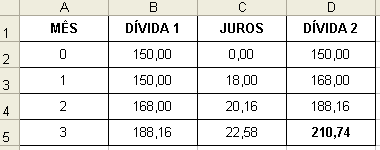 A B C D
1 MÊS DÍVIDA 1 JUROS DÍVIDA 2
2 0 150,00 0,00 150,00
3 1 150,00 18,00 168,00
4 2 168,00 20,16 188,16
5 3 188,16 22,58 210,74